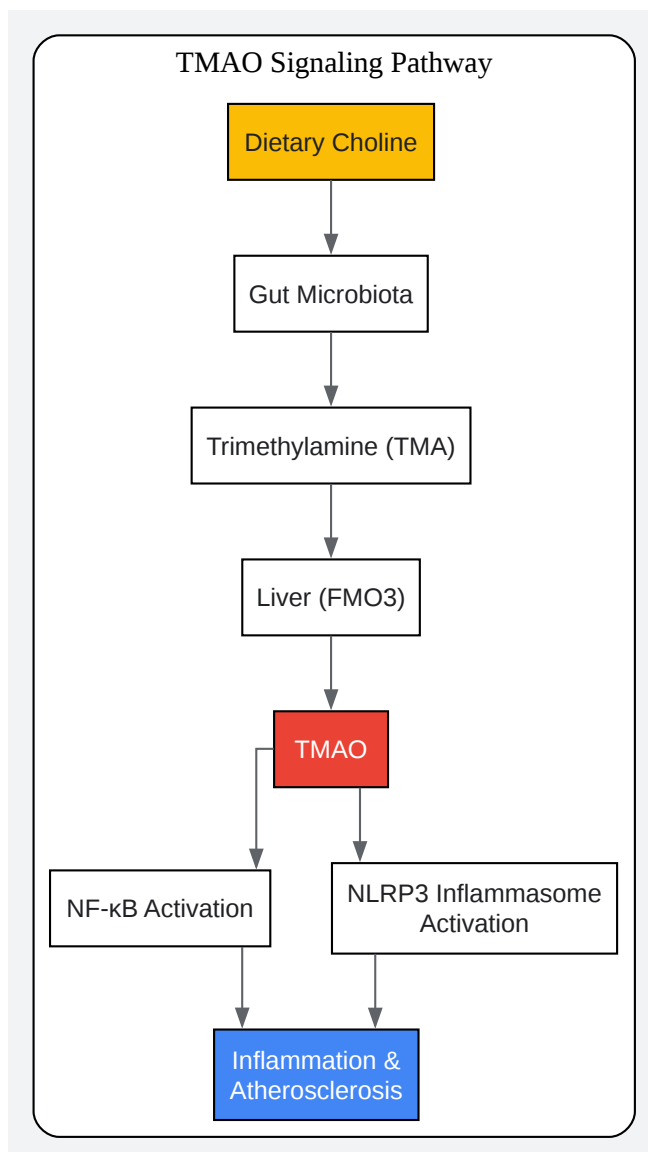 TMAO Signaling Pathway
Dietary Choline
Gut Microbiota
Trimethylamine (TMA)
Liver (FMO3)
TMAO
NF-κB Activation
NLRP3 Inflammasome
Activation
Inflammation &
Atherosclerosis